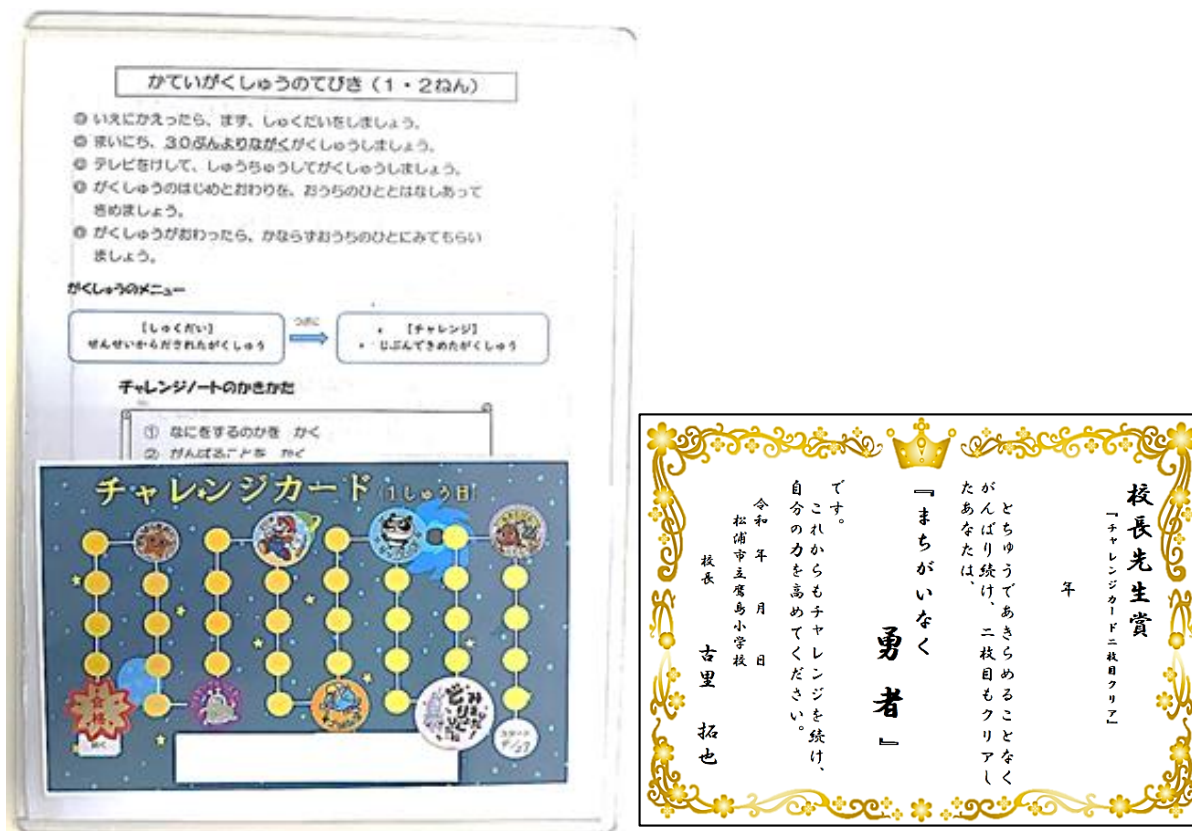 かていがくしゅうのてびき(1・2ねん)
◎ いえにかえったら、まず、しゅくだいをしましょう。
◎ まいにち、30ぷんよりながくがくしゅうしましょう。
◎ テレビをけして、しゅうちゅうしてがくしゅうしましょう。
◎ がくしゅうのはじめとおわりを、おうちのひととはなしあって
きめましょう。
◎ がくしゅうがおわったら、かならずおうちのひとにみてもらい
ましょう。
がくしゅうのメニュー
【しゅくだい】
せんせいからだされたがくしゅう
つぎに
【チャレンジ】
じぶんできめたがくしゅう
チャレンジノートのかきかた
① なにをするのかを かく
② がんばることを かく
チャレンジカード(1しゅう目)
合格
スタート
校長先生賞
『チャレンジカード二枚目クリア』
年
とちゅうであきらめることなく
がんばり続け、二枚目もクリアし
たあなたは、
『まちがいなく
勇者』
です。
これからもチャレンジを続け、
自分の力を高めてください。
令和 年 月 日
松浦市立鷹島小学校
校長 古里 拓也